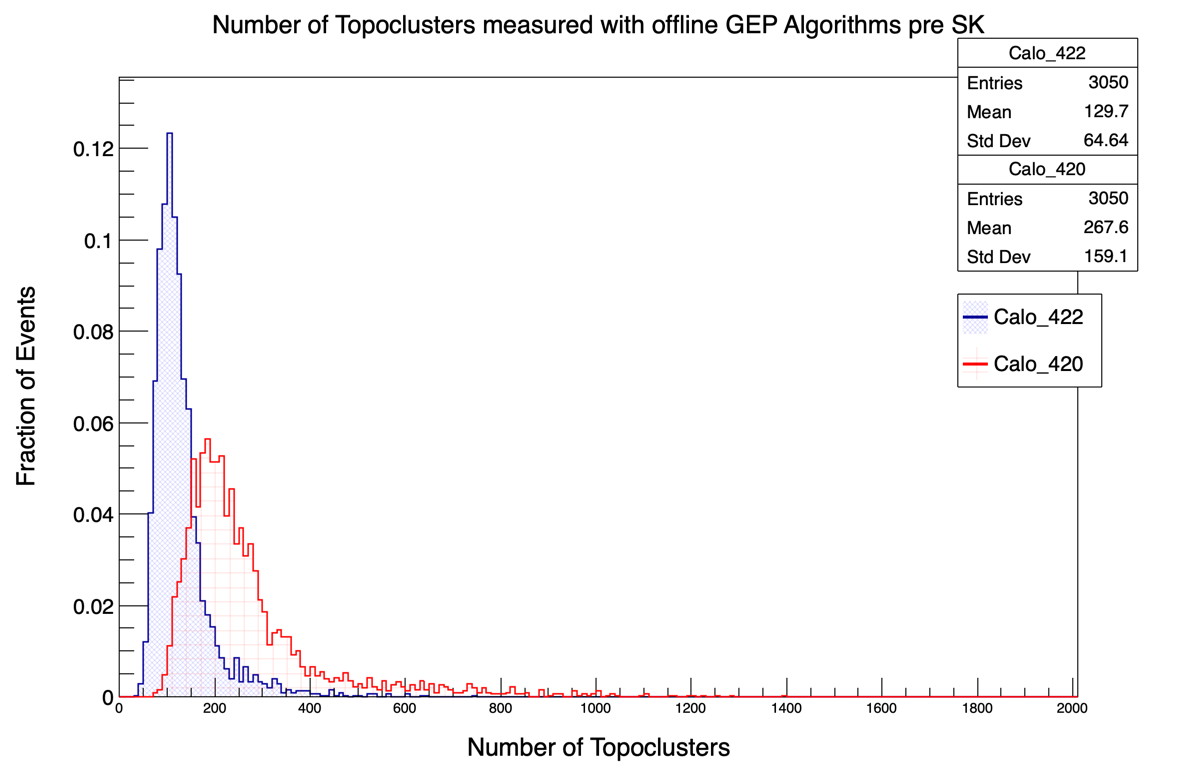 Number of Topoclusters measured with offline GEP Algorithms pre SK
Calo_422
Entries 3050
Mean 129.7
Std Dev 64.64
Calo_420
Entries 3050
Mean 267.6
Std Dev 159.1
Calo_422
Calo_420
Fraction of Events
0.12
0.1
0.08
0.06
0.04
0.02
0
0 200 400 600 800 1000 1200 1400 1600 1800 2000
Number of Topoclusters